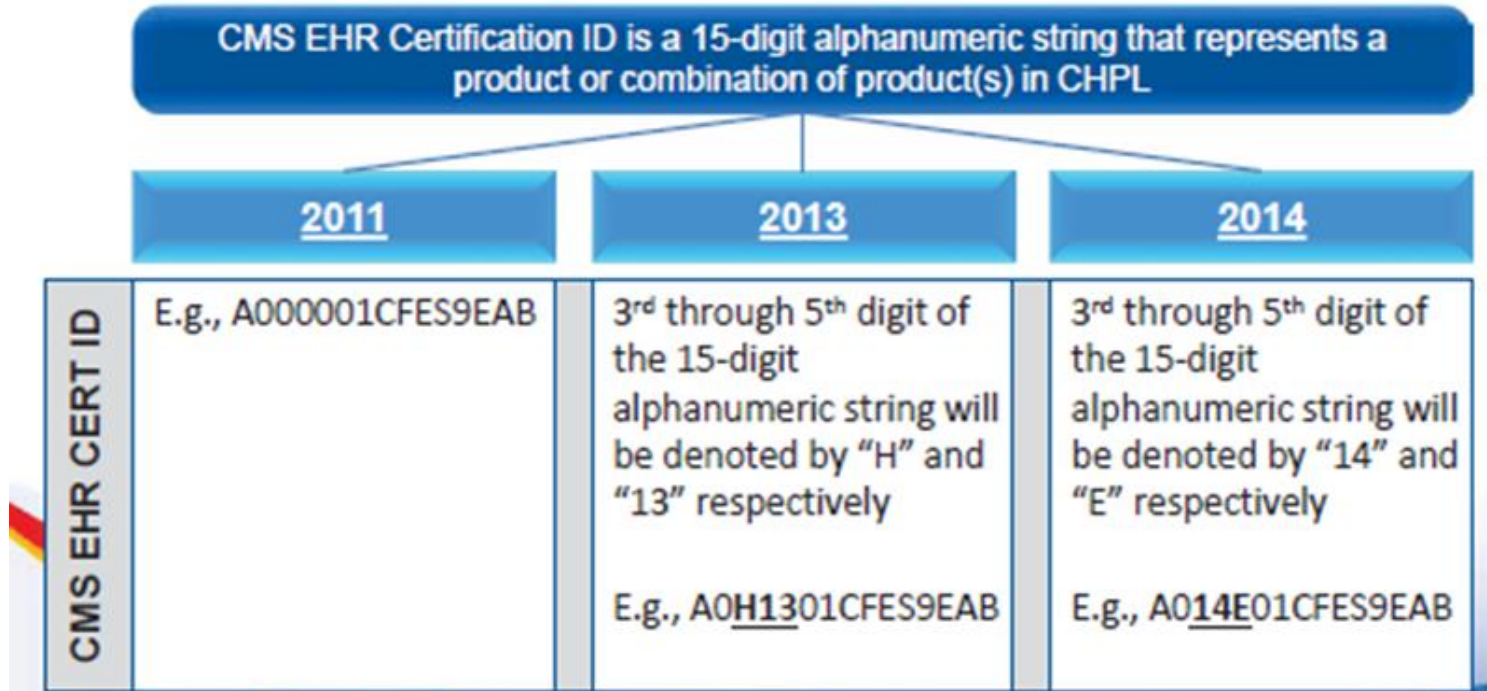 CMS EHR Certification ID is a 15-digit alphanumeric string that represents a
product or combination of product(s) in CHPL
2011
2013
2014
CMS EHR CERT ID
E.g., A000001CFES9EAB
3rd through 5th digit of
the 15-digit
alphanumeric string will
be denoted by “H” and
“13” respectively
E.g., A0H1301CFES9EAB
3rd through 5th digit of
the 15-digit
alphanumeric string will
be denoted by “14” and
“E” respectively
E.g., A014E01CFES9EAB